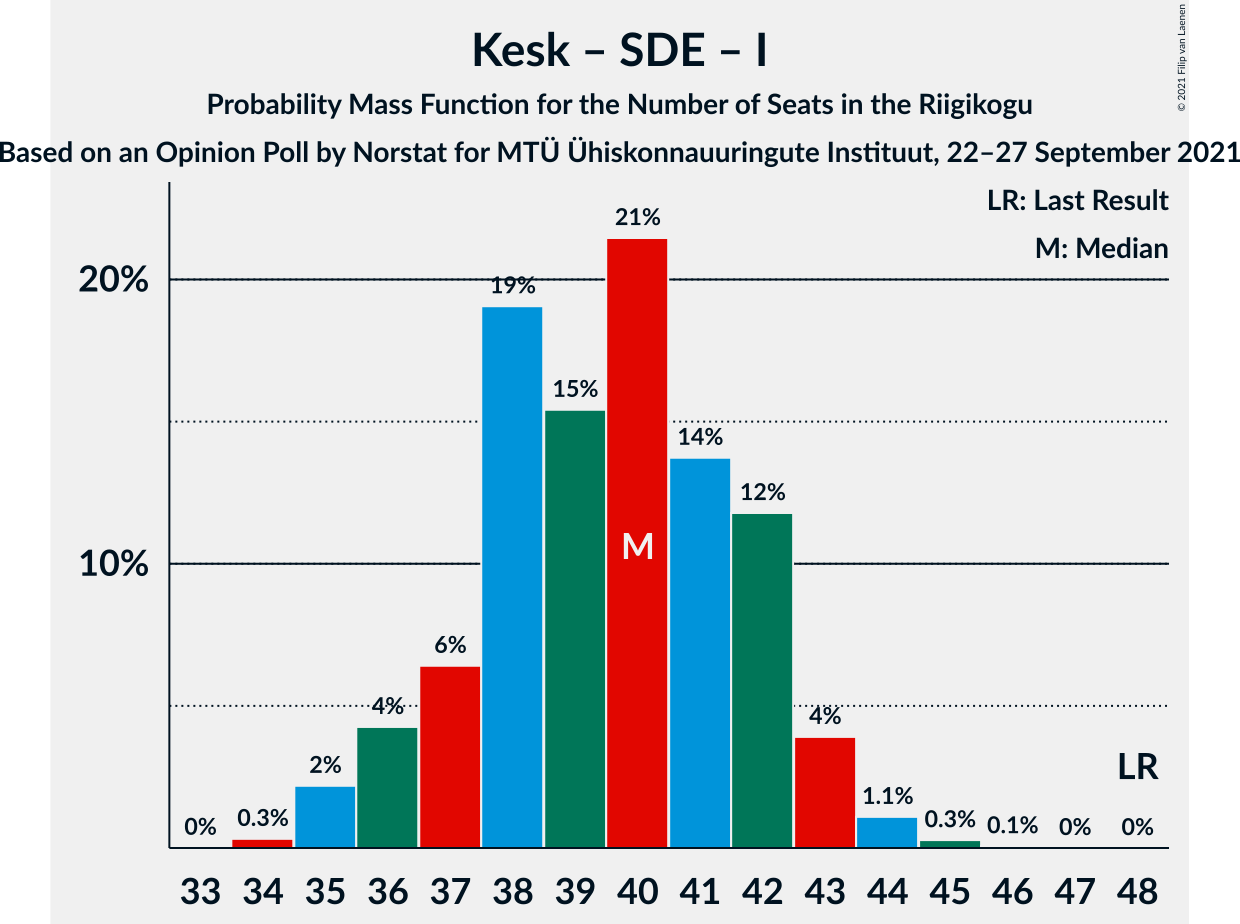 Kesk – SDE – I
Probability Mass Function for the Number of Seats in the Riigikogu
Based on an Opinion Poll by Norstat for MTÜ Ühiskonnauuringute Instituut, 22–27 September 2021
© 2021 Filip van Laenen
LR: Last Result
M: Median
20%
10%
0% 0.3% 2% 4% 6% 19% 15% 21% 14% 12% 4% 1.1% 0.3% 0.1% 0% 0%
M
LR
33 34 35 36 37 38 39 40 41 42 43 44 45 46 47 48